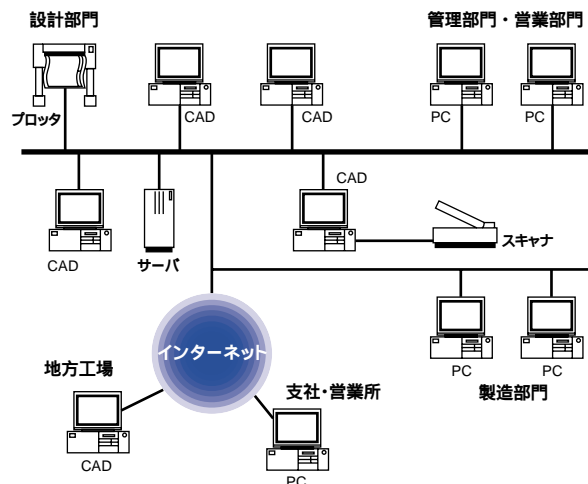 設計部門
管理部門・営業部門
プロッタ
CAD
CAD
PC
PC
CAD
CAD
サーバ
スキャナ
インターネット
PC
PC
地方工場
支社・営業所
製造部門
CAD
PC